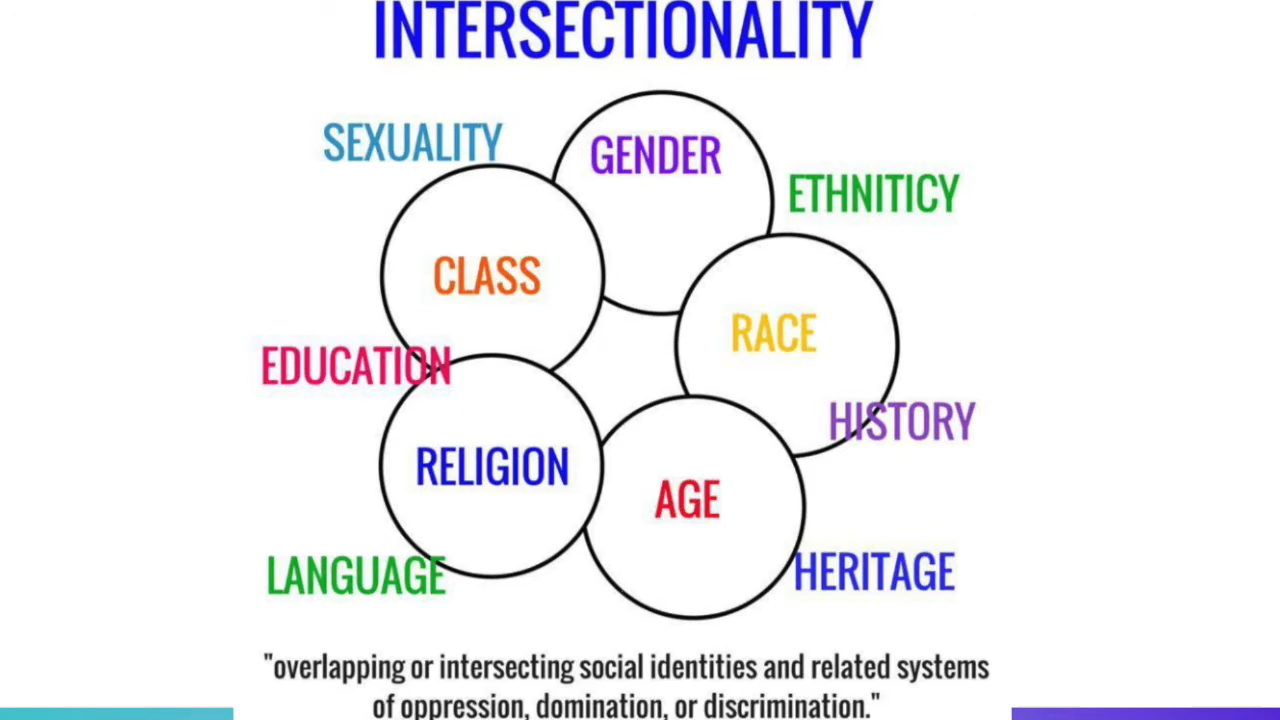 INTERSECTIONALITY
SEXUALITY
GENDER
ETHNITICY
CLASS
RACE
EDUCATION
HISTORY
RELIGION
AGE
LANGUAGE
HERITAGE
"overlapping or intersecting social identities and related systems
of oppression, domination, or discrimination."